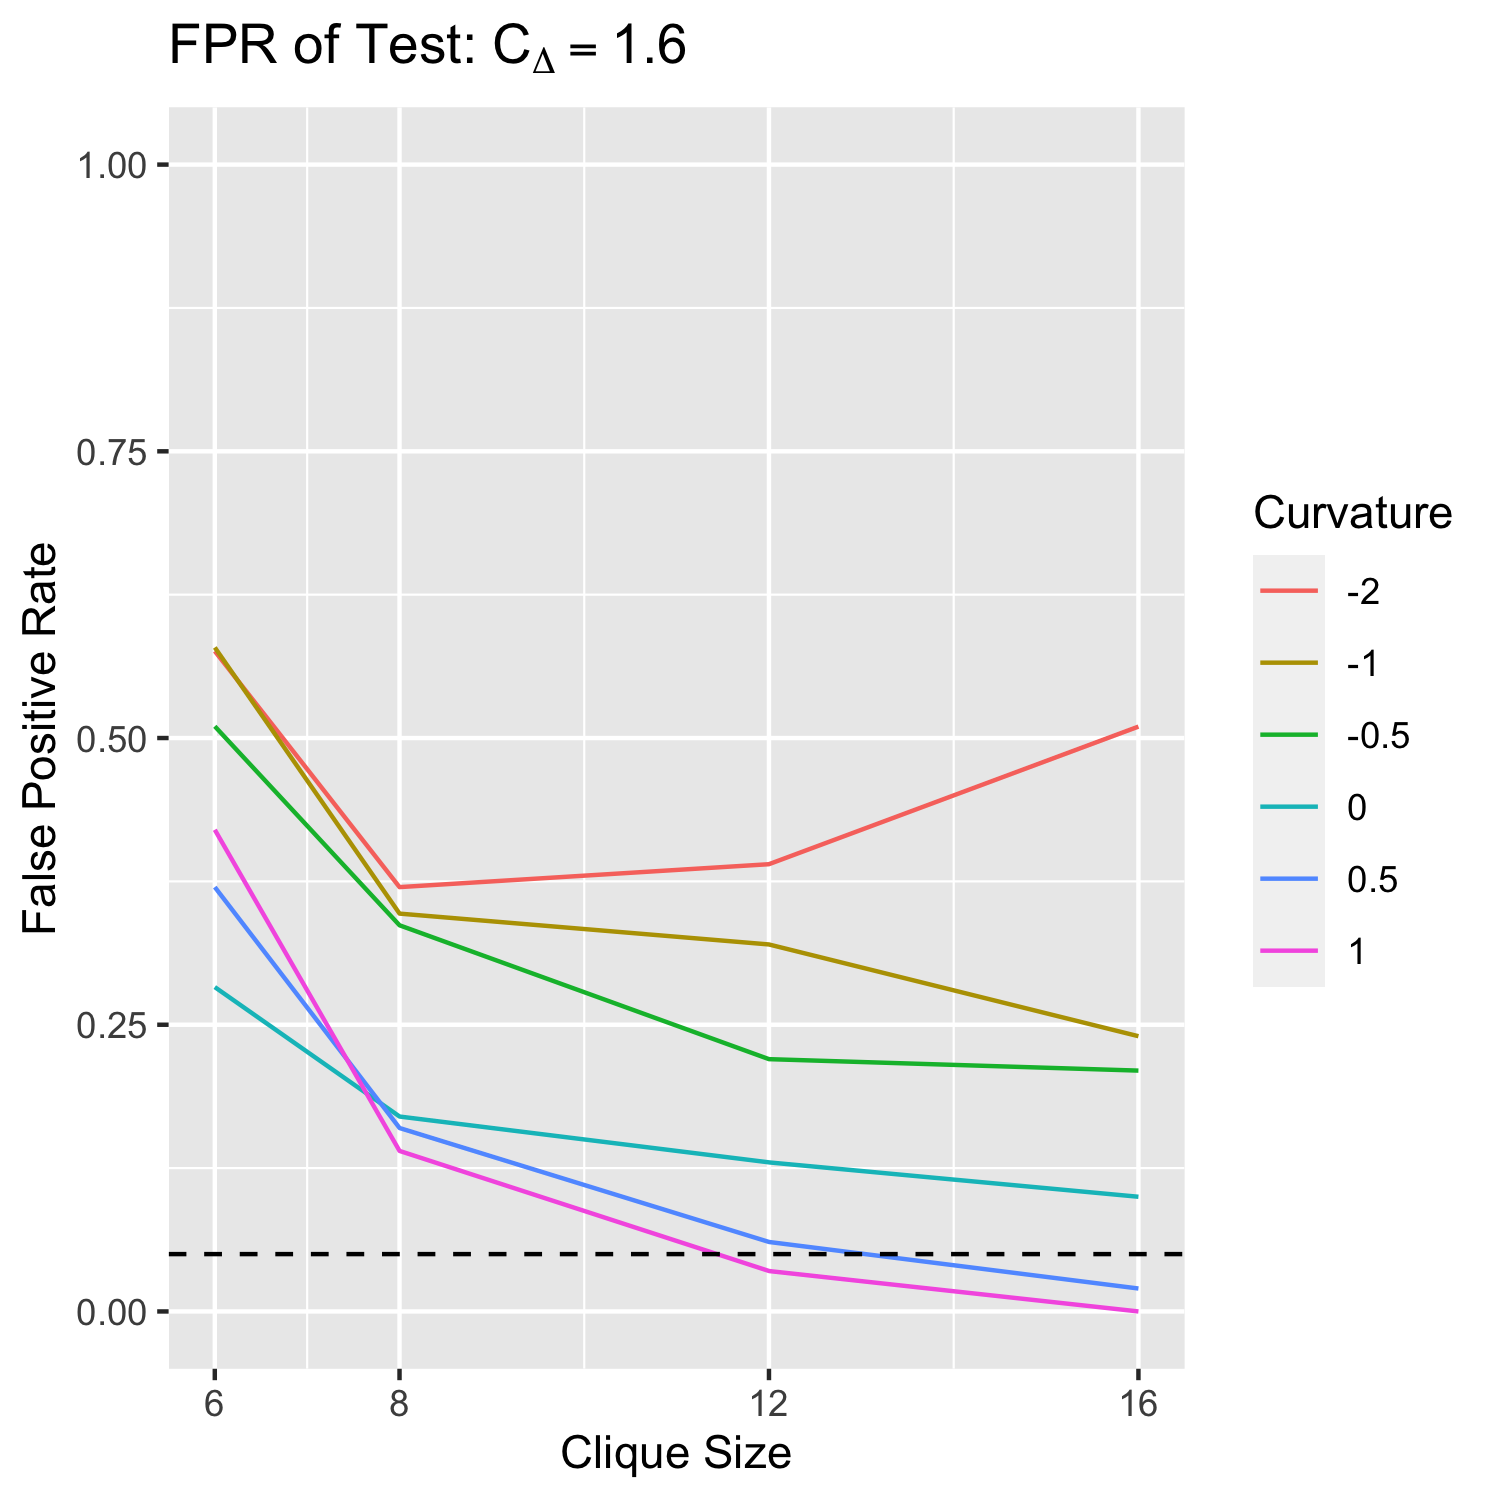 FPR of Test: C_Δ = 1.6
1.00
0.75
0.50
0.25
0.00
False Positive Rate
6 8 12 16
Clique Size
Curvature
-2
-1
-0.5
0
0.5
1